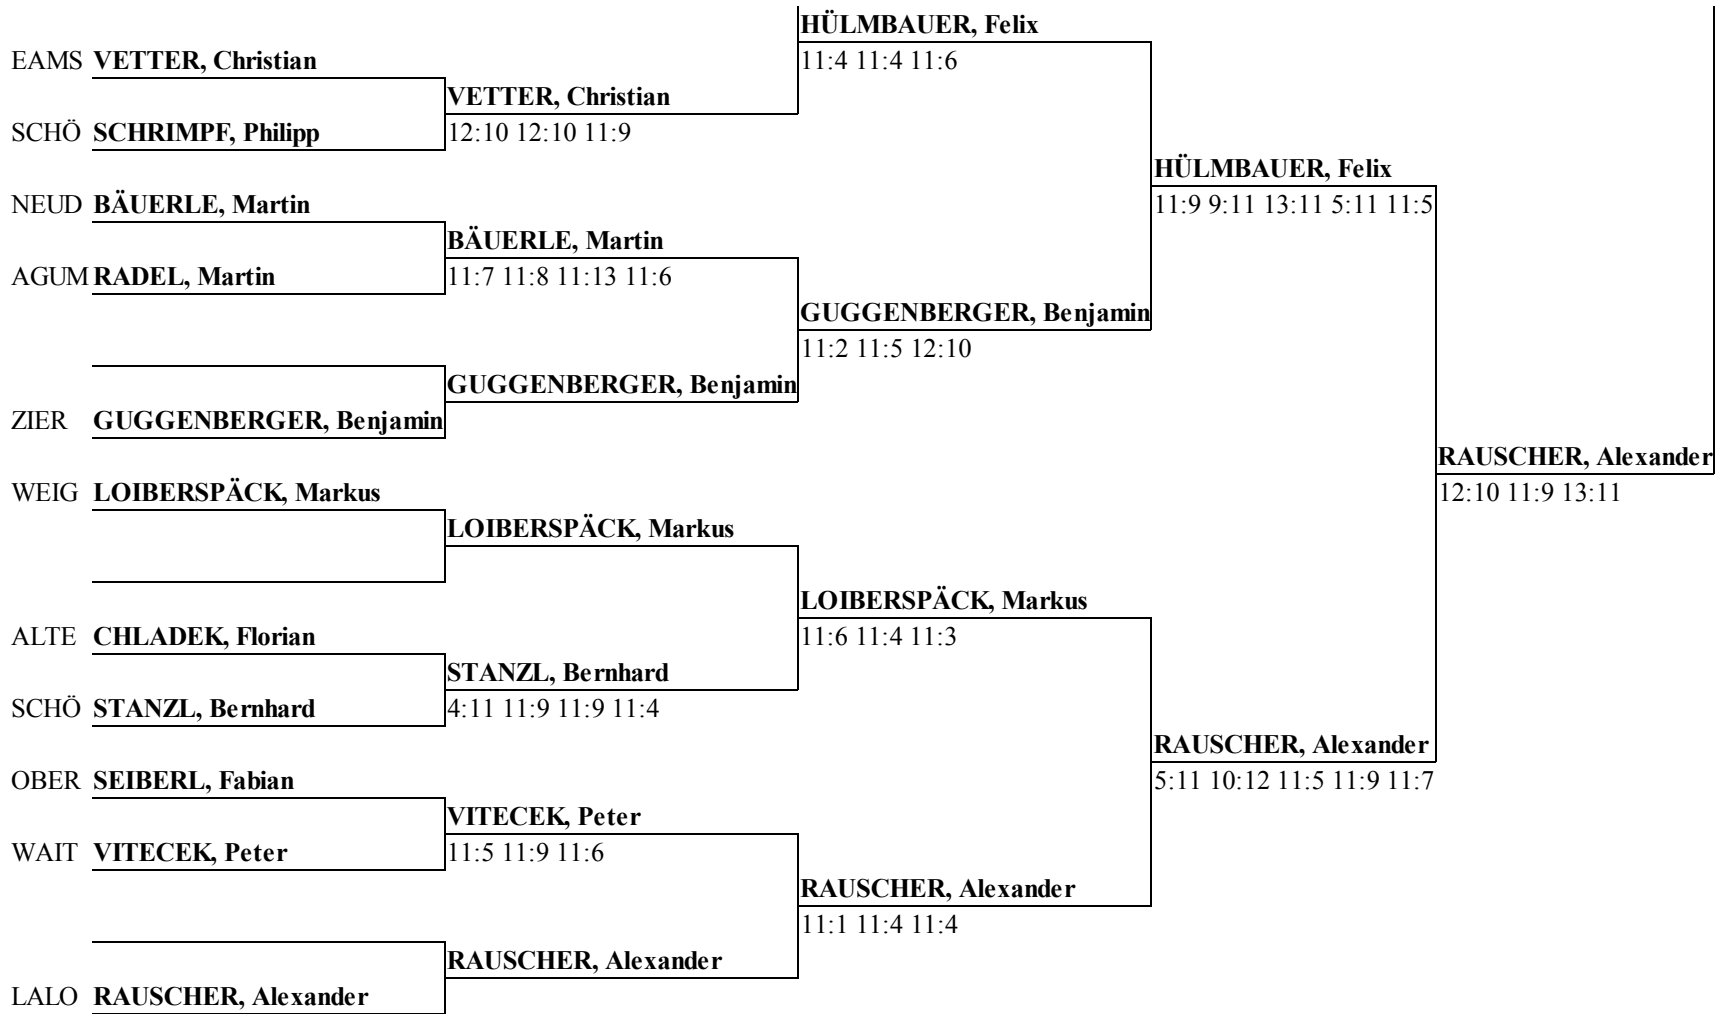 HÜLMBAUER, Felix
EAMS VETTER, Christian 11:4 11:4 11:6
VETTER, Christian
SCHÖ SCHRIMPF, Philipp 12:10 12:10 11:9
HÜLMBAUER, Felix
NEUD BÄUERLE, Martin 11:9 9:11 13:11 5:11 11:5
BÄUERLE, Martin
AGUM RADEL, Martin 11:7 11:8 11:13 11:6
GUGGENBERGER, Benjamin
11:2 11:5 12:10
GUGGENBERGER, Benjamin
ZIER GUGGENBERGER, Benjamin
RAUSCHER, Alexander
WEIG LOIBERSPÄCK, Markus 12:10 11:9 13:11
LOIBERSPÄCK, Markus
LOIBERSPÄCK, Markus
ALTE CHLADEK, Florian 11:6 11:4 11:3
STANZL, Bernhard
SCHÖ STANZL, Bernhard 4:11 11:9 11:9 11:4
RAUSCHER, Alexander
OBER SEIBERL, Fabian 5:11 10:12 11:5 11:9 11:7
VITECEK, Peter
WAIT VITECEK, Peter 11:5 11:9 11:6
RAUSCHER, Alexander
11:1 11:4 11:4
RAUSCHER, Alexander
LALO RAUSCHER, Alexander